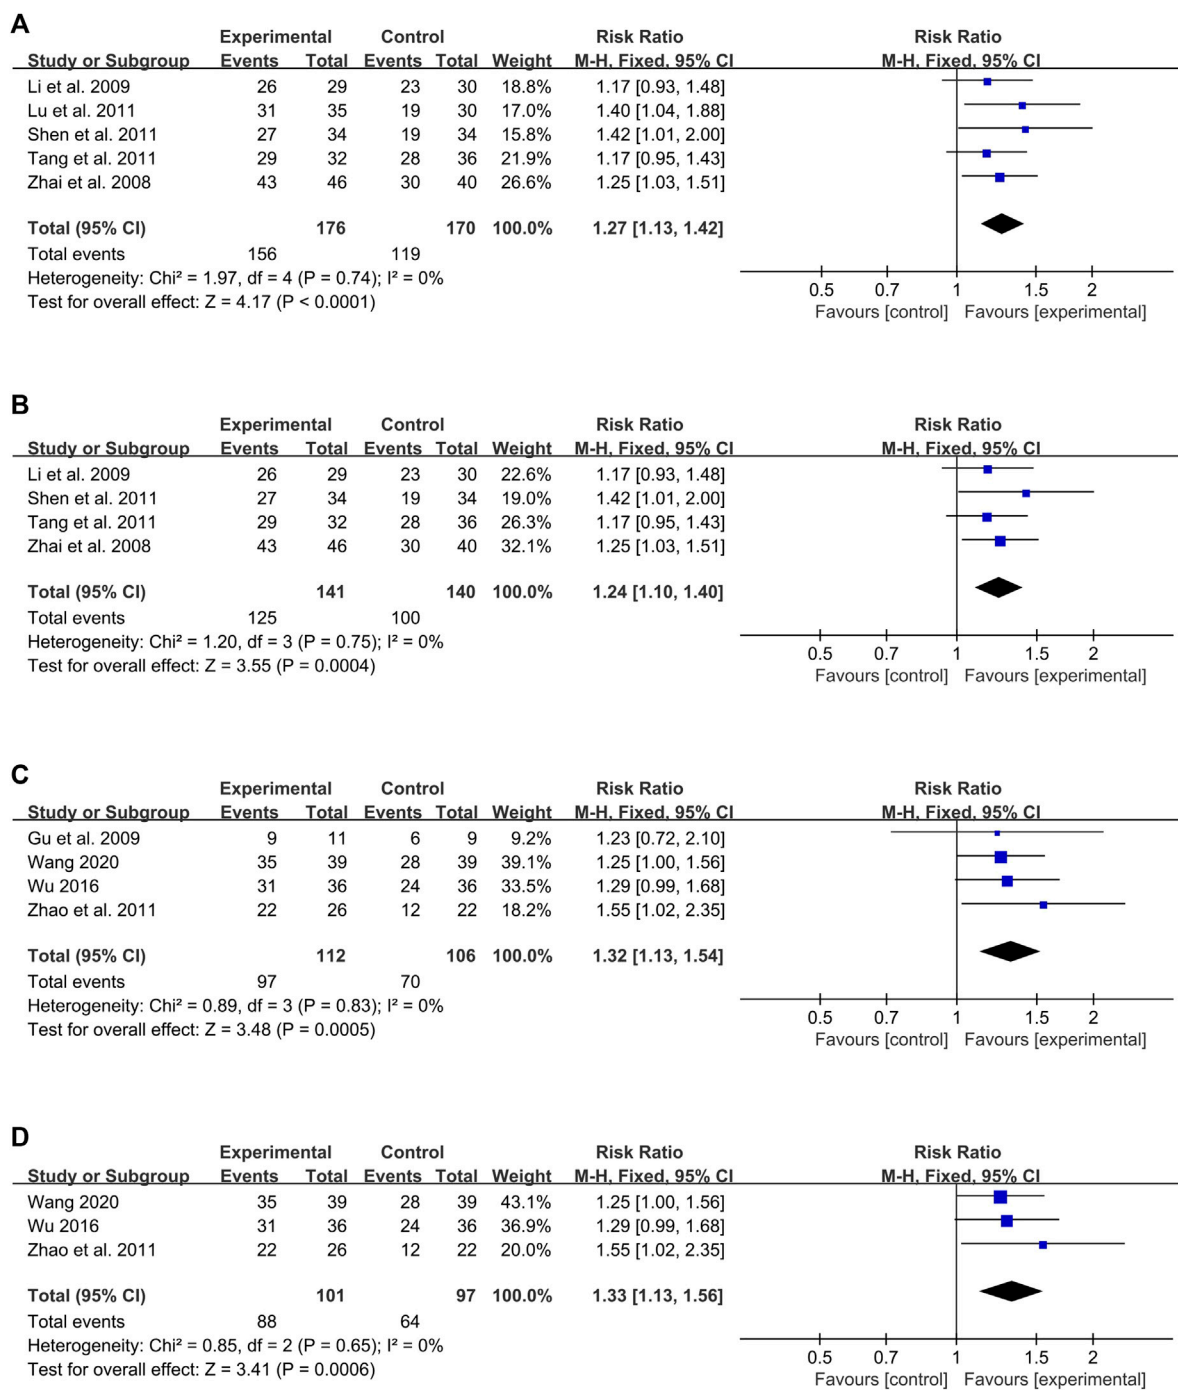 A
Experimental Control Risk Ratio Risk Ratio
Study or Subgroup Events Total Events Total Weight M-H, Fixed, 95% CI M-H, Fixed, 95% CI
Li et al. 2009 26 29 23 30 18.8% 1.17 [0.93, 1.48]
Lu et al. 2011 31 35 19 30 17.0% 1.40 [1.04, 1.88]
Shen et al. 2011 27 34 19 34 15.8% 1.42 [1.01, 2.00]
Tang et al. 2011 29 32 28 36 21.9% 1.17 [0.95, 1.43]
Zhai et al. 2008 43 46 30 40 26.6% 1.25 [1.03, 1.51]
Total (95% CI) 176 170 100.0% 1.27 [1.13, 1.42]
Total events 156 119
Heterogeneity: Chi² = 1.97, df = 4 (P = 0.74); I² = 0%
Test for overall effect: Z = 4.17 (P < 0.0001)
0.5 0.7 1 1.5 2
Favours [control] Favours [experimental]
B
Experimental Control Risk Ratio Risk Ratio
Study or Subgroup Events Total Events Total Weight M-H, Fixed, 95% CI M-H, Fixed, 95% CI
Li et al. 2009 26 29 23 30 22.6% 1.17 [0.93, 1.48]
Shen et al. 2011 27 34 19 34 19.0% 1.42 [1.01, 2.00]
Tang et al. 2011 29 32 28 36 26.3% 1.17 [0.95, 1.43]
Zhai et al. 2008 43 46 30 40 32.1% 1.25 [1.03, 1.51]
Total (95% CI) 141 140 100.0% 1.24 [1.10, 1.40]
Total events 125 100
Heterogeneity: Chi² = 1.20, df = 3 (P = 0.75); I² = 0%
Test for overall effect: Z = 3.55 (P = 0.0004)
0.5 0.7 1 1.5 2
Favours [control] Favours [experimental]
C
Experimental Control Risk Ratio Risk Ratio
Study or Subgroup Events Total Events Total Weight M-H, Fixed, 95% CI M-H, Fixed, 95% CI
Gu et al. 2009 9 11 6 9 9.2% 1.23 [0.72, 2.10]
Wang 2020 35 39 28 39 39.1% 1.25 [1.00, 1.56]
Wu 2016 31 36 24 36 33.5% 1.29 [0.99, 1.68]
Zhao et al. 2011 22 26 12 22 18.2% 1.55 [1.02, 2.35]
Total (95% CI) 112 106 100.0% 1.32 [1.13, 1.54]
Total events 97 70
Heterogeneity: Chi² = 0.89, df = 3 (P = 0.83); I² = 0%
Test for overall effect: Z = 3.48 (P = 0.0005)
0.5 0.7 1 1.5 2
Favours [control] Favours [experimental]
D
Experimental Control Risk Ratio Risk Ratio
Study or Subgroup Events Total Events Total Weight M-H, Fixed, 95% CI M-H, Fixed, 95% CI
Wang 2020 35 39 28 39 43.1% 1.25 [1.00, 1.56]
Wu 2016 31 36 24 36 36.9% 1.29 [0.99, 1.68]
Zhao et al. 2011 22 26 12 22 20.0% 1.55 [1.02, 2.35]
Total (95% CI) 101 97 100.0% 1.33 [1.13, 1.56]
Total events 88 64
Heterogeneity: Chi² = 0.85, df = 2 (P = 0.65); I² = 0%
Test for overall effect: Z = 3.41 (P = 0.0006)
0.5 0.7 1 1.5 2
Favours [control] Favours [experimental]